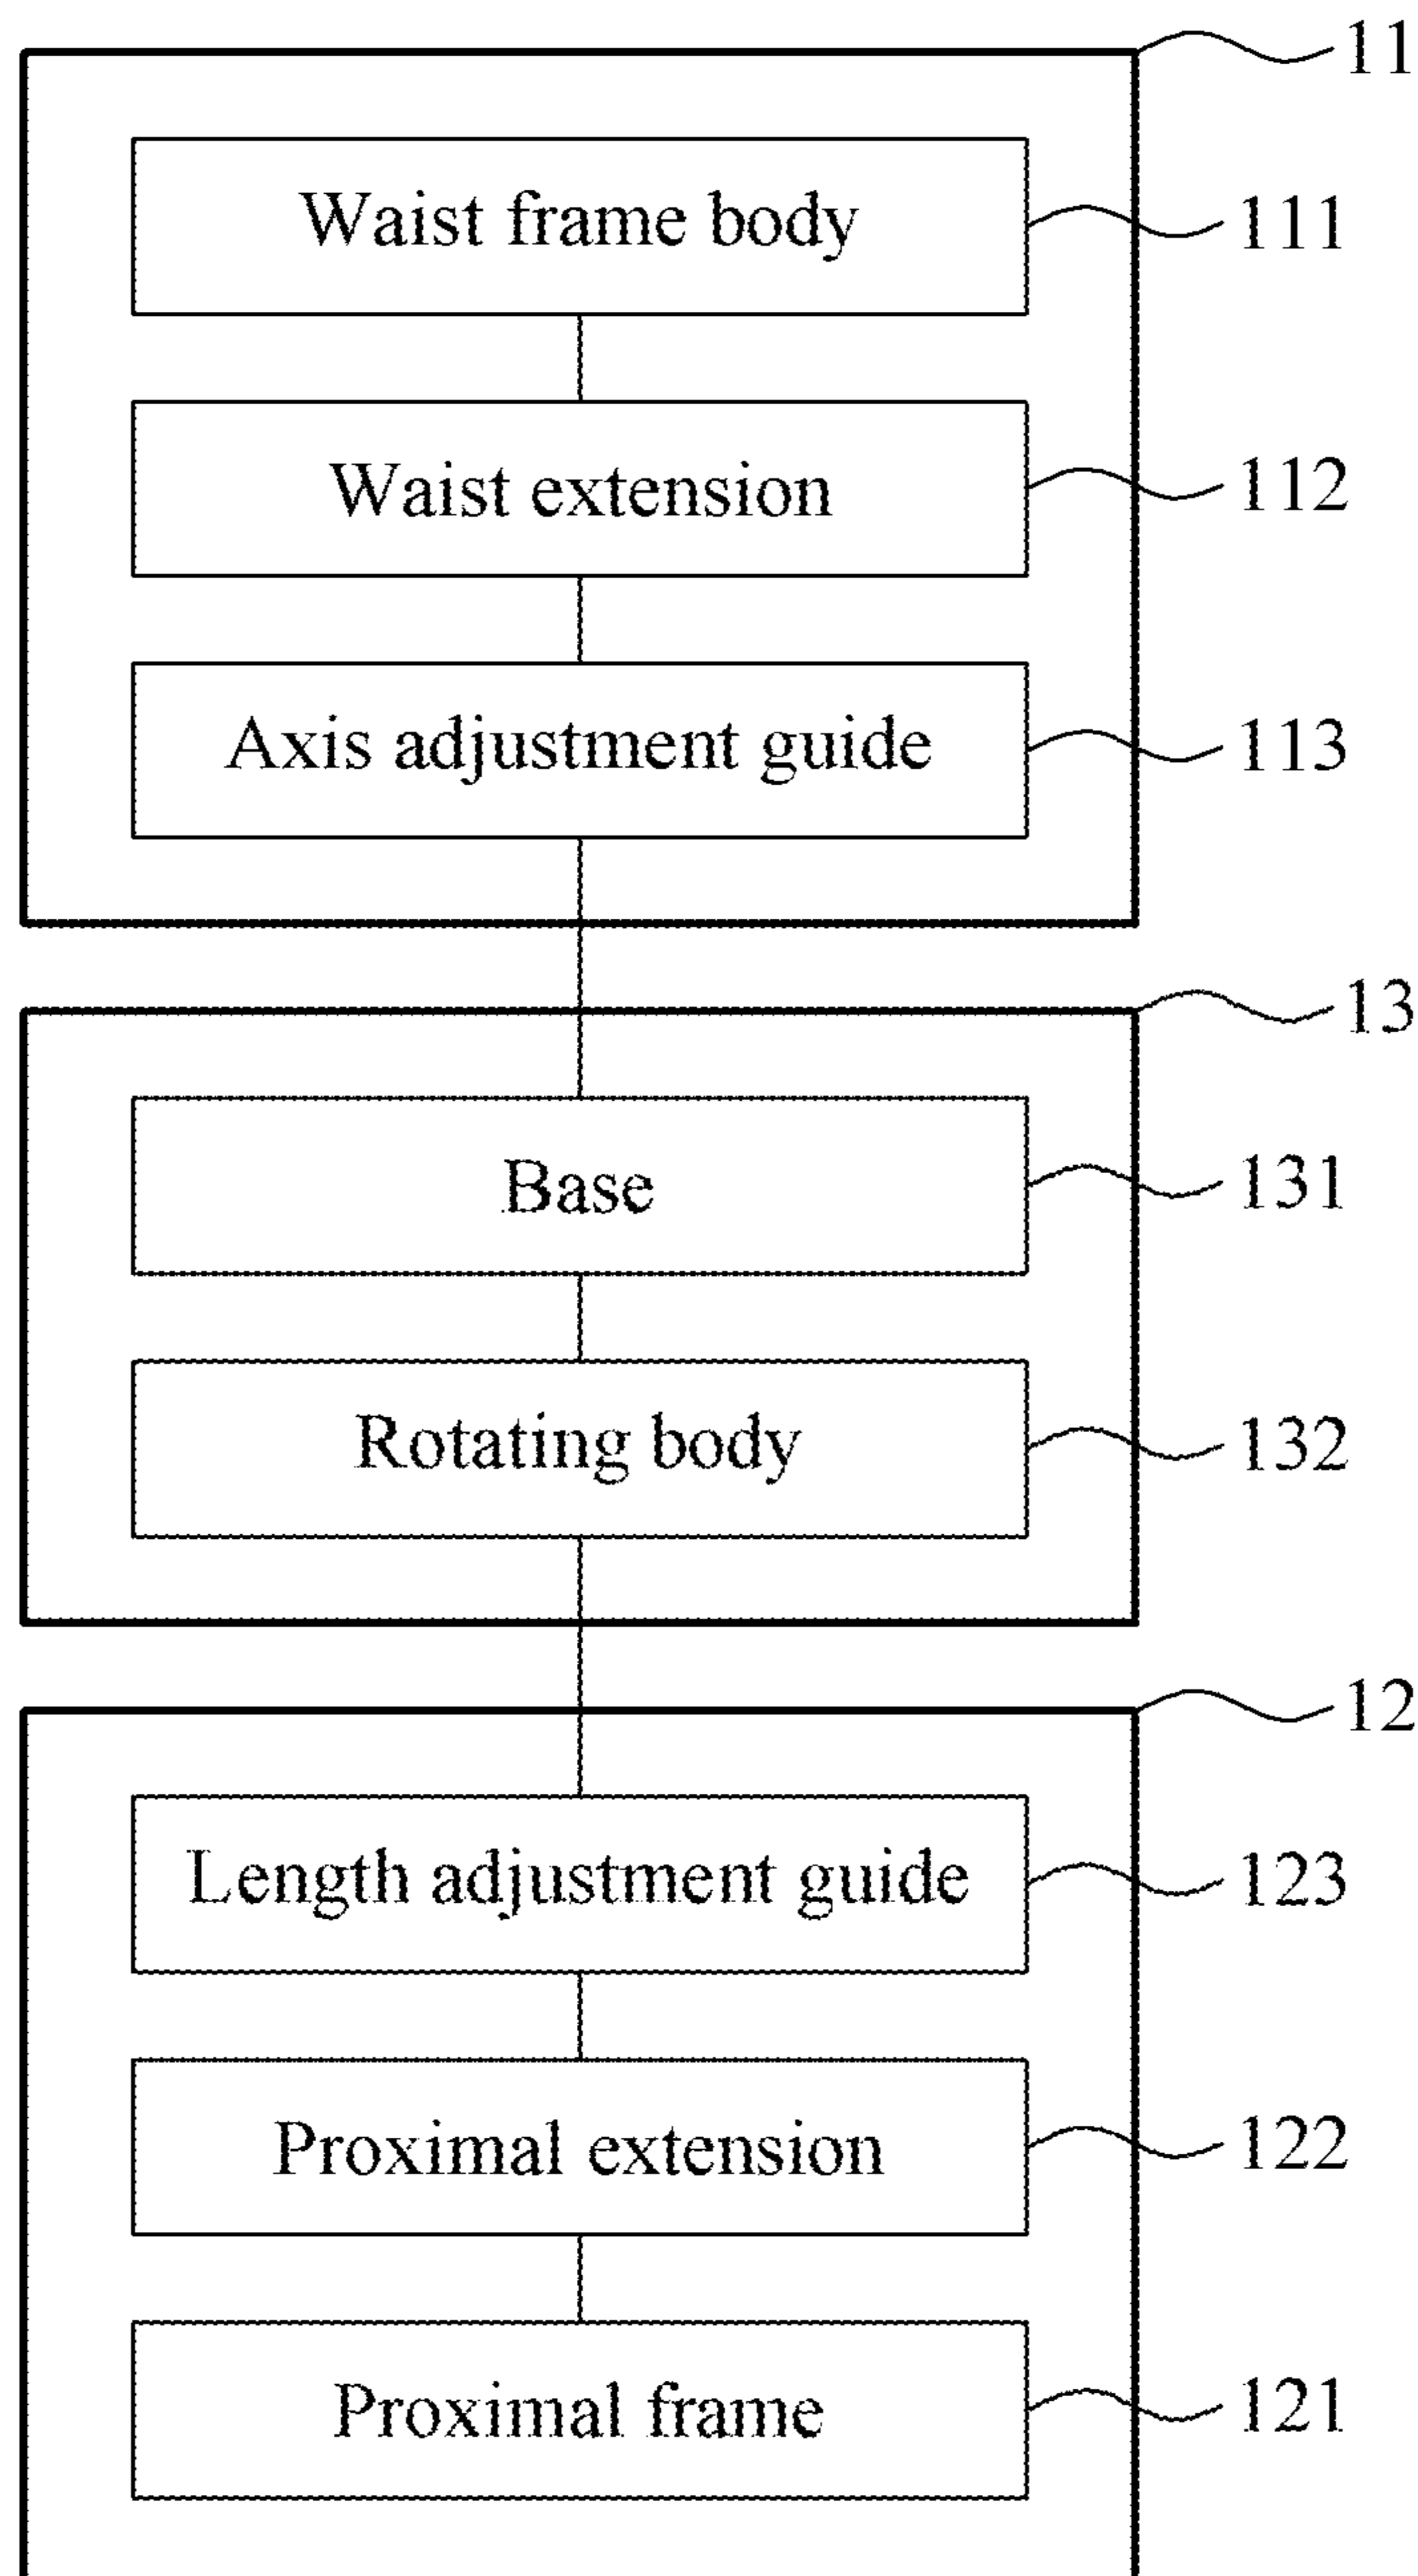 11
Waist frame body 111
Waist extension 112
Axis adjustment guide 113
13
Base 131
Rotating body 132
12
Length adjustment guide 123
Proximal extension 122
Proximal frame 121